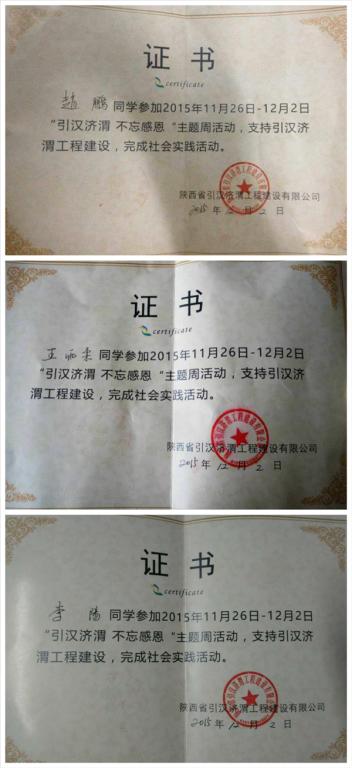 证书
certificate
赵鹏 同学参加2015年11月26日-12月2日
“引汉济渭 不忘感恩“主题周活动，支持引汉济
渭工程建设，完成社会实践活动。
陕西省引汉济渭工程建设有限公司
2015年12月2日
证书
certificate
同学参加2015年11月26日-12月2日
“引汉济渭 不忘感恩“主题周活动，支持引汉济
渭工程建设，完成社会实践活动。
陕西省引汉济渭工程建设有限公司
2015年12月2日
证书
certificate
李阳 同学参加2015年11月26日-12月2日
“引汉济渭 不忘感恩“主题周活动，支持引汉济
渭工程建设，完成社会实践活动。
陕西省引汉济渭工程建设有限公司
2015年12月2日